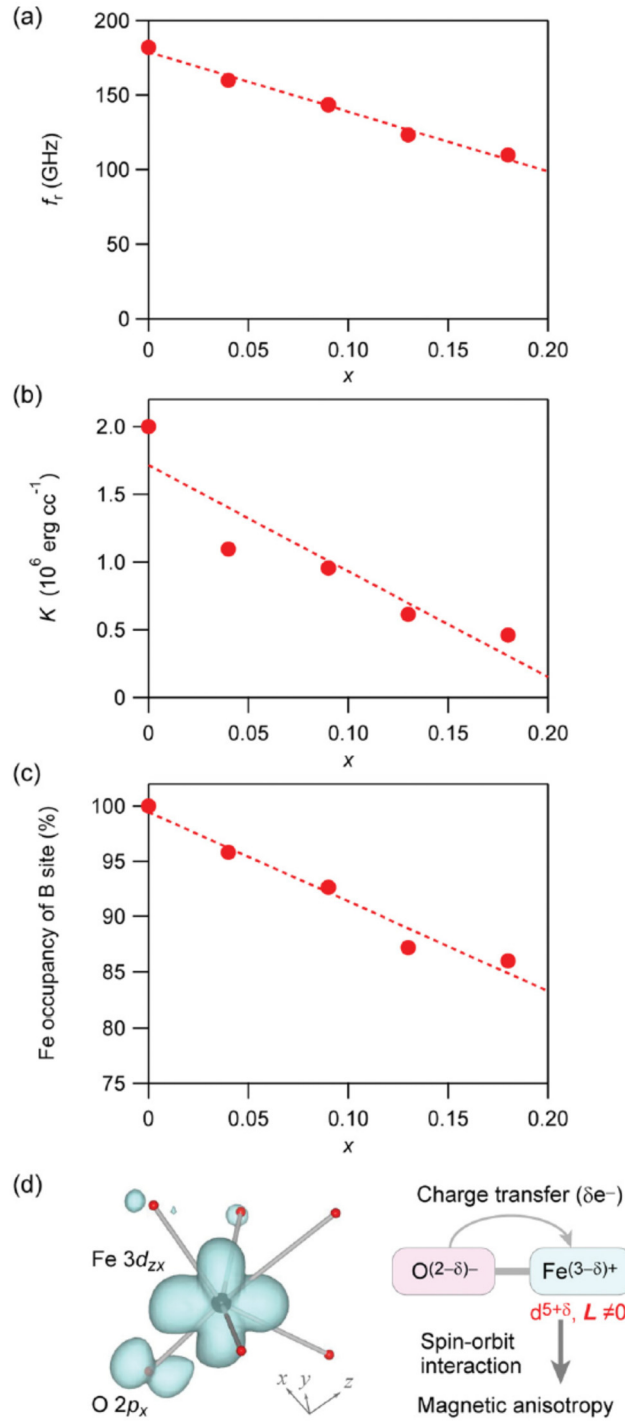 (a)
200
150
100
50
0
f_r (GHz)
0 0.05 0.10 0.15 0.20
x
(b)
2.0
1.5
1.0
0.5
0
K (10⁶ erg cc⁻¹)
0 0.05 0.10 0.15 0.20
x
(c)
100
95
90
85
80
75
Fe occupancy of B site (%)
0 0.05 0.10 0.15 0.20
x
(d)
Fe 3d_zx
O 2p_x
x y z
Charge transfer (δe⁻)
O⁽²⁻ᵟ⁾⁻ Fe⁽³⁻ᵟ⁾⁺
d⁵⁺ᵟ, L ≠0
Spin-orbit
interaction
Magnetic anisotropy